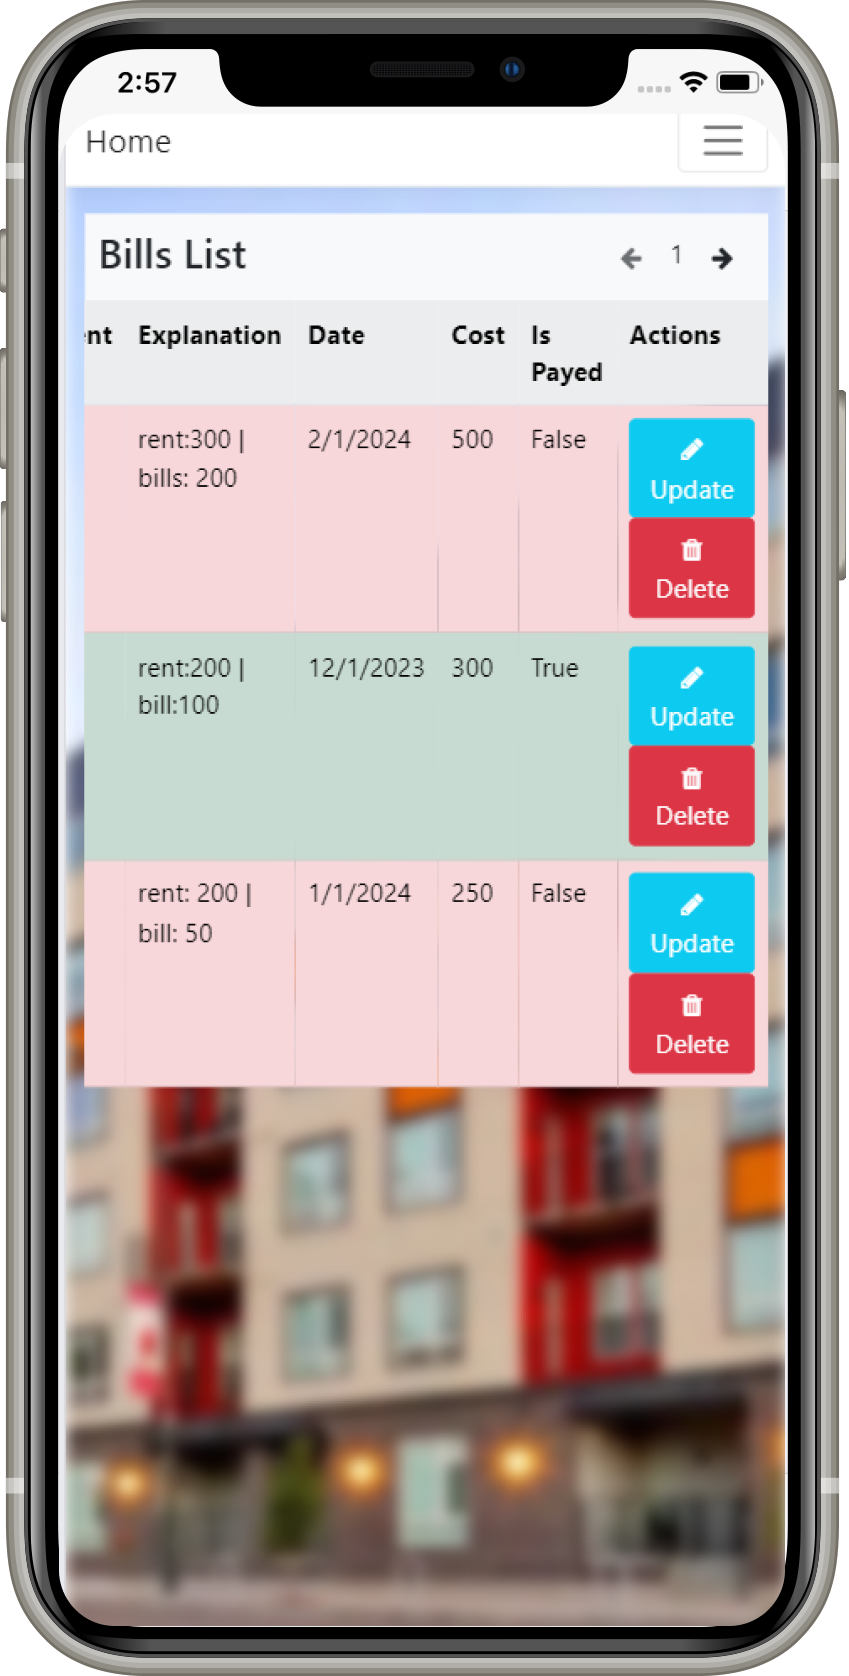 2:57
Home
Bills List
1
nt Explanation Date Cost Is Payed Actions
rent:300 | bills: 200 2/1/2024 500 False Update
Delete
rent:200 | bill:100 12/1/2023 300 True Update
Delete
rent: 200 | bill: 50 1/1/2024 250 False Update
Delete